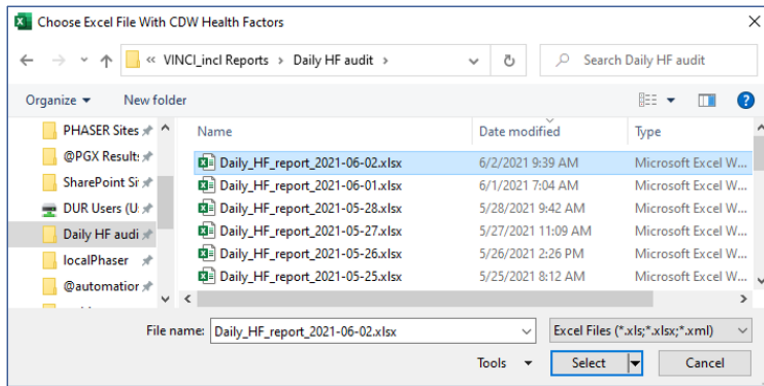 Choose Excel File With CDW Health Factors
« VINCI_incl Reports > Daily HF audit >
Search Daily HF audit
Organize
New folder
Name Date modified Type
PHASER Sites
@PGX Result
SharePoint Si
DUR Users (U:
Daily HF audi
localPhaser
@automation
Daily_HF_report_2021-06-02.xlsx 6/2/2021 9:39 AM Microsoft Excel W...
Daily_HF_report_2021-06-01.xlsx 6/1/2021 7:04 AM Microsoft Excel W...
Daily_HF_report_2021-05-28.xlsx 5/28/2021 9:42 AM Microsoft Excel W...
Daily_HF_report_2021-05-27.xlsx 5/27/2021 11:09 AM Microsoft Excel W...
Daily_HF_report_2021-05-26.xlsx 5/26/2021 2:26 PM Microsoft Excel W...
Daily_HF_report_2021-05-25.xlsx 5/25/2021 8:12 AM Microsoft Excel W...
File name: Daily_HF_report_2021-06-02.xlsx
Excel Files (*.xls;*.xlsx;*.xml)
Tools
Select
Cancel